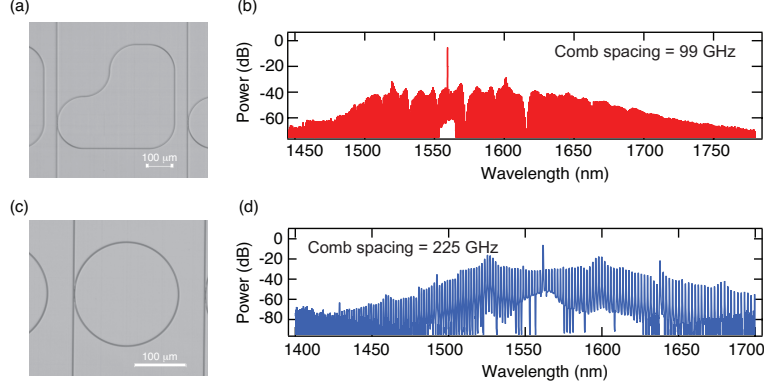 (a)
100 µm
(b)
Power (dB)
0
-20
-40
-60
Comb spacing = 99 GHz
1450
1500
1550
1600
1650
1700
1750
Wavelength (nm)
(c)
100 µm
(d)
Power (dB)
0
-20
-40
-60
-80
Comb spacing = 225 GHz
1400
1450
1500
1550
1600
1650
1700
Wavelength (nm)